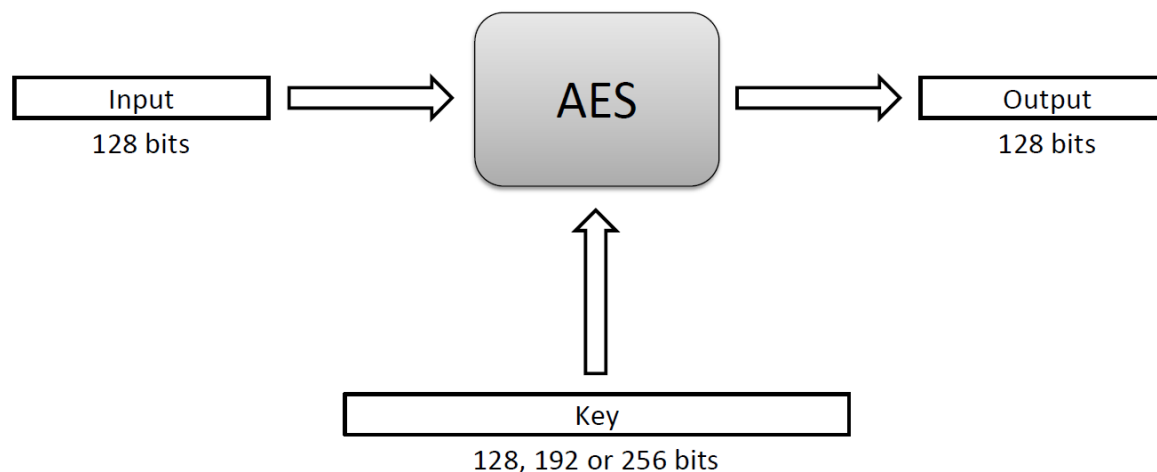 Input
128 bits
AES
Output
128 bits
Key
128, 192 or 256 bits